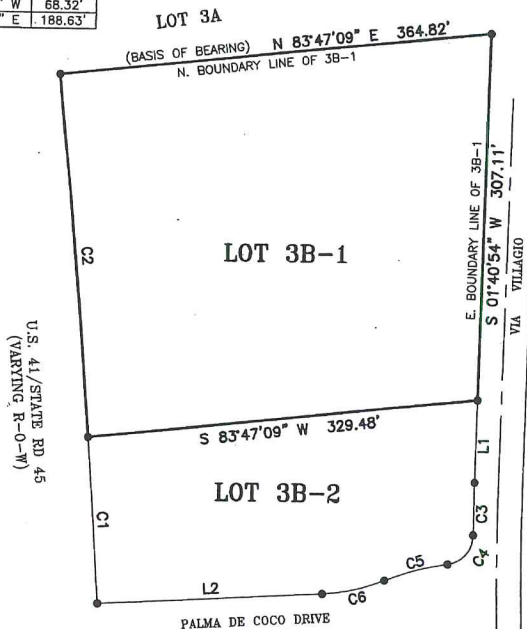 W 68.32'
" E 188.63'
LOT 3A
(BASIS OF BEARING) N 83°47'09" E 364.82'
N. BOUNDARY LINE OF 3B-1
E. BOUNDARY LINE OF 3B-1
S 01°40'54" W 307.11'
VIA VILLAGIO
C2
LOT 3B-1
U.S. 41/STATE RD 45
(VARYING R-O-W)
S 83°47'09" W 329.48'
L1
LOT 3B-2
C1
C3
C4
C5
C6
L2
PALMA DE COCO DRIVE